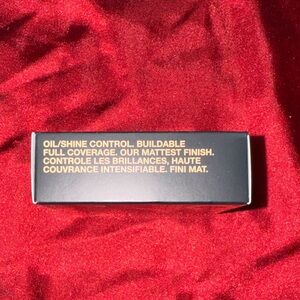 OIL/SHINE CONTROL, BUILDABLE
FULL COVERAGE. OUR MATTEST FINISH.
CONTROLE LES BRILLANCES, HAUTE
COUVRANCE INTENSIFIABLE. FINI MAT.